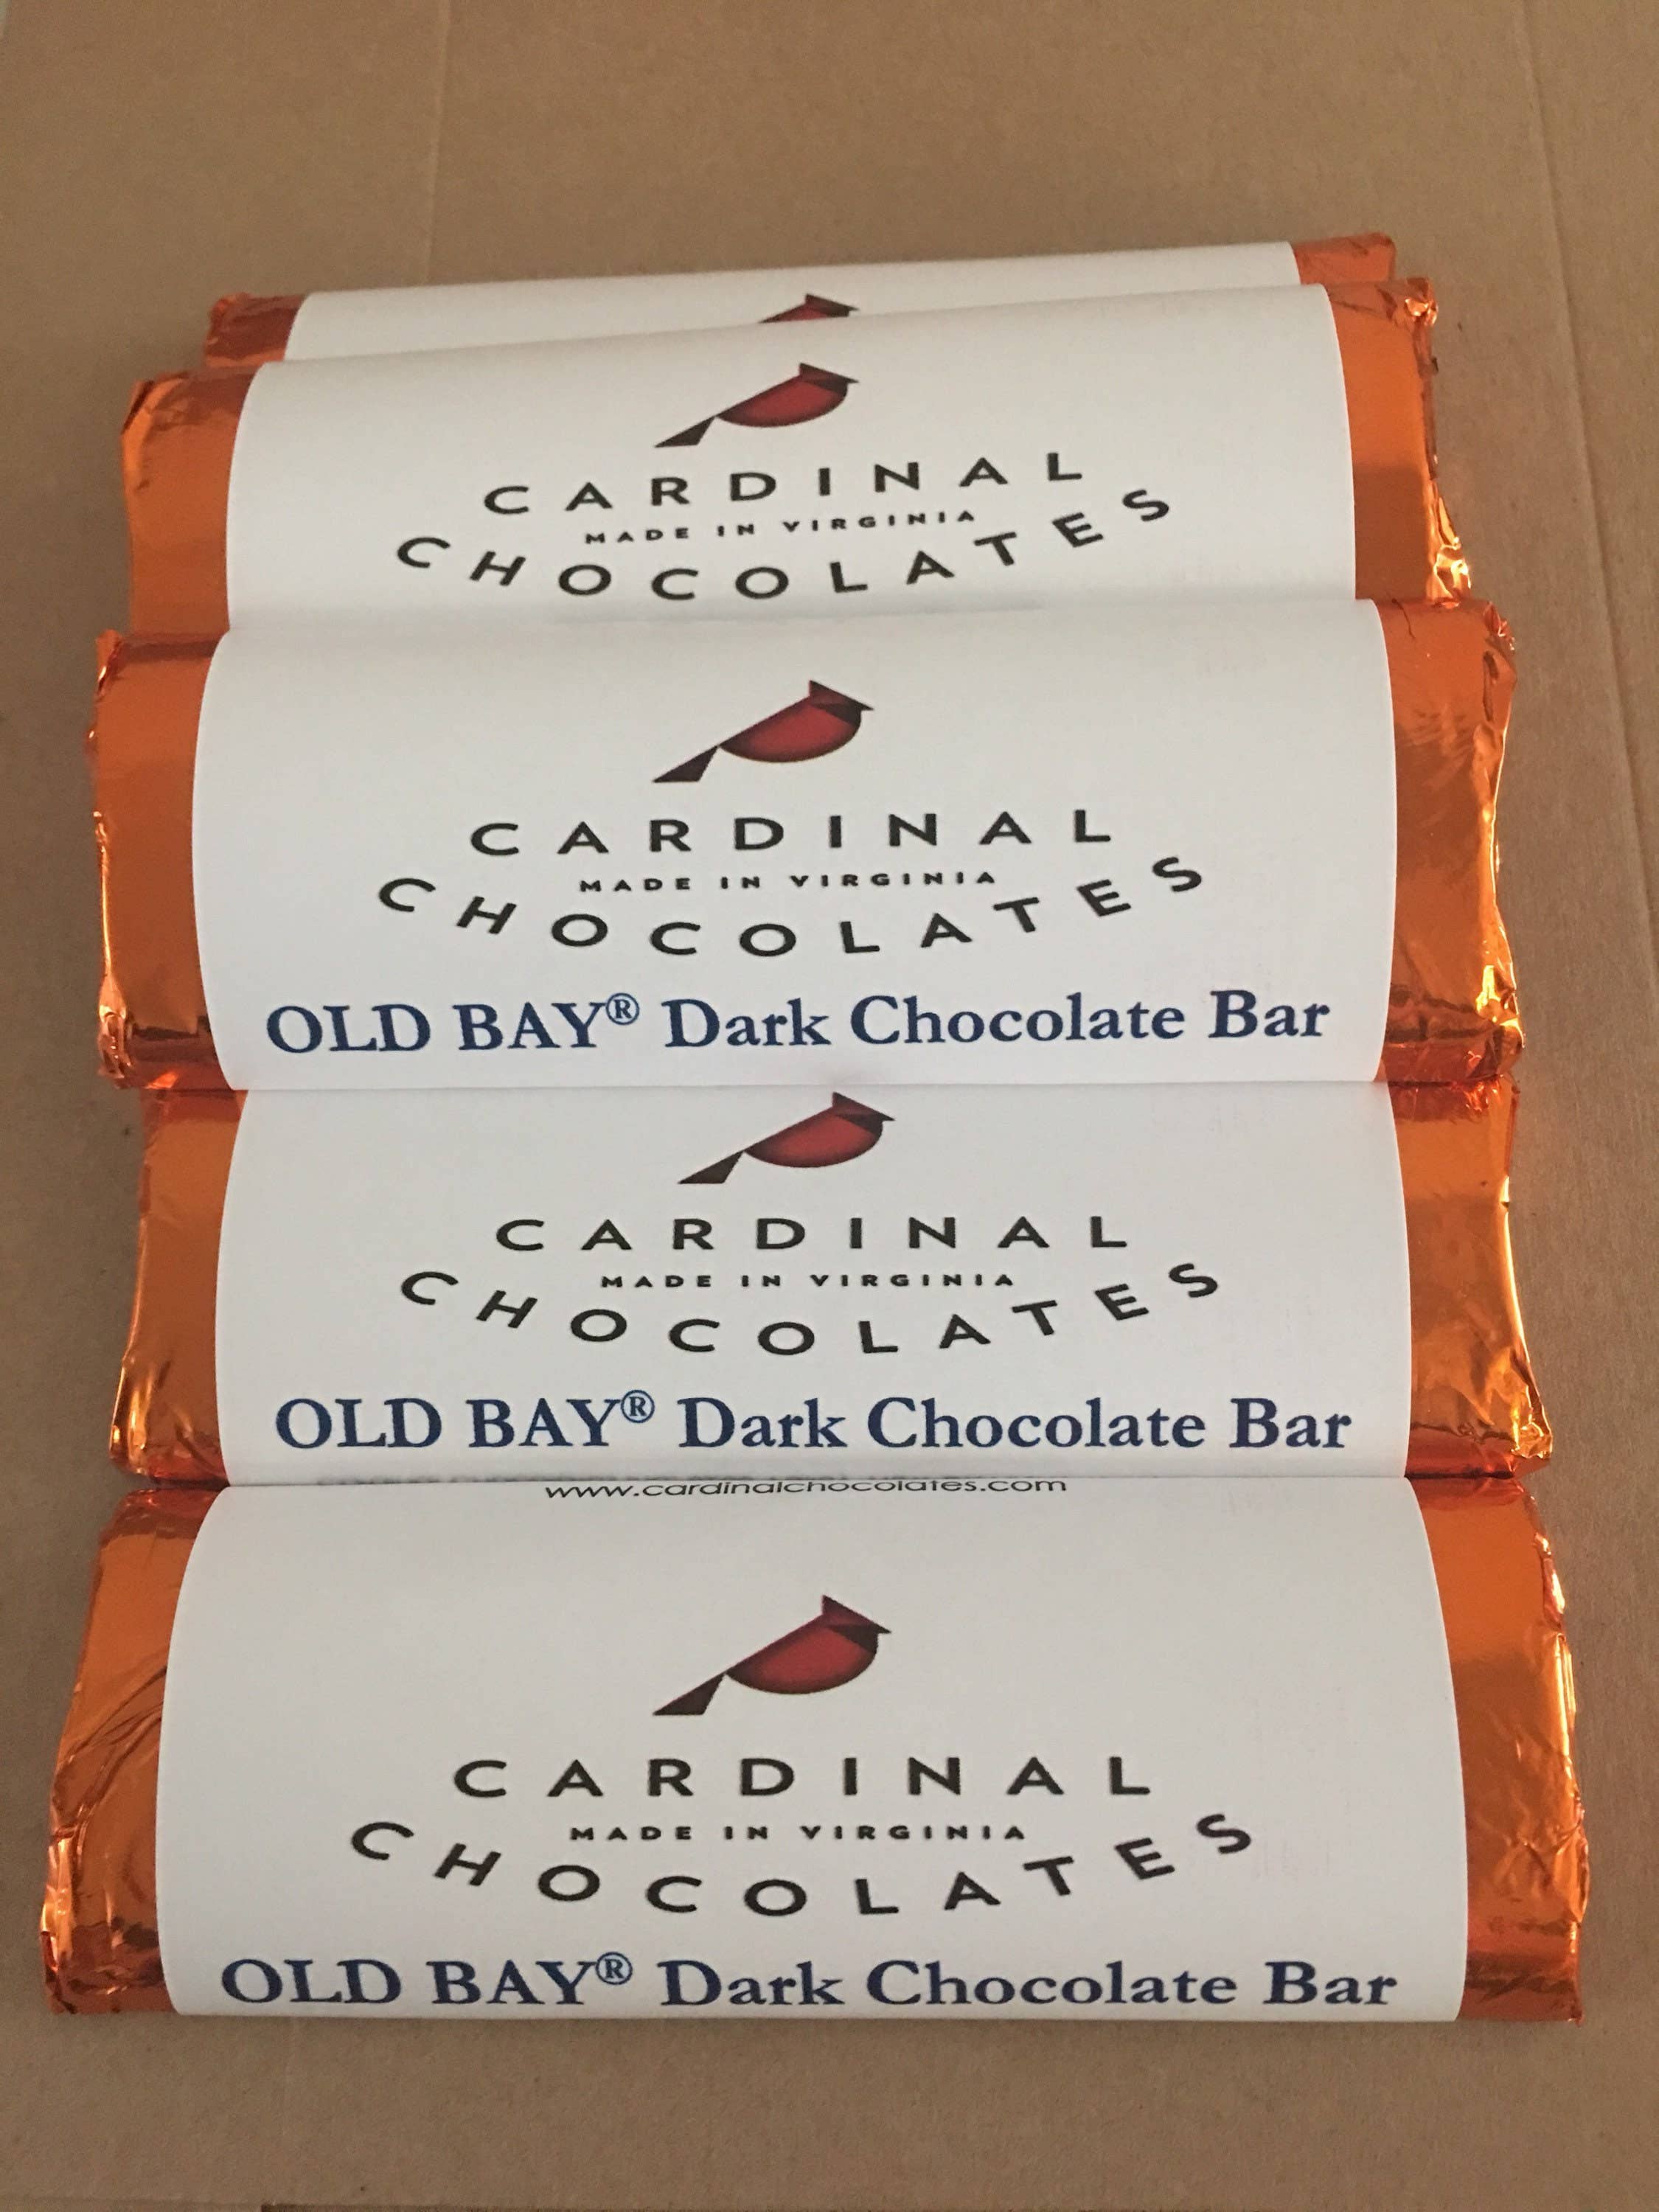 CARDINAL
MADE IN VIRGINIA
CHOCOLATES
CARDINAL
MADE IN VIRGINIA
CHOCOLATES
OLD BAY® Dark Chocolate Bar
CARDINAL
MADE IN VIRGINIA
CHOCOLATES
OLD BAY® Dark Chocolate Bar
www.cardinalchocolates.com
CARDINAL
MADE IN VIRGINIA
CHOCOLATES
OLD BAY® Dark Chocolate Bar